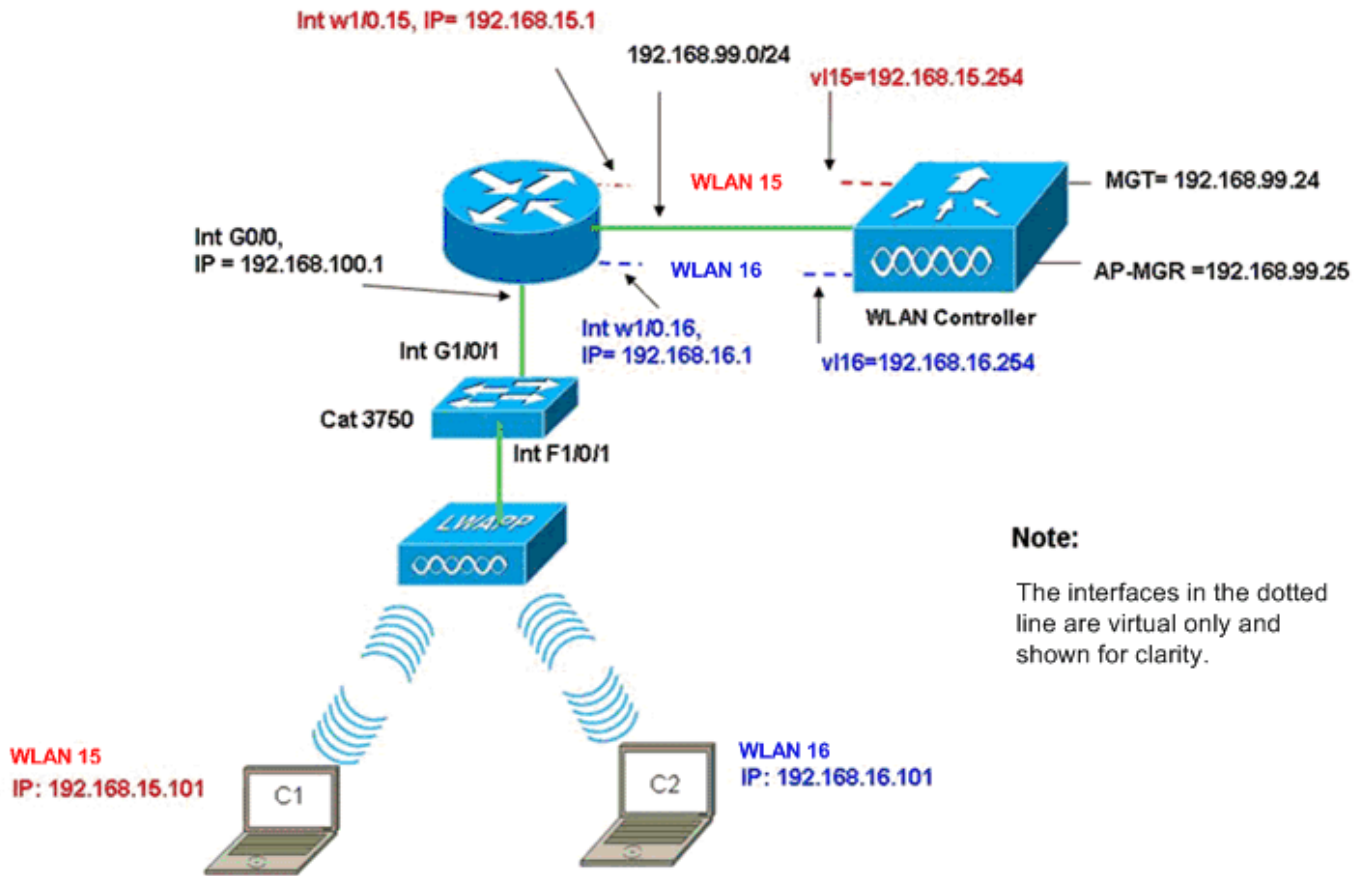 Int w1/0.15, IP= 192.168.15.1
192.168.99.0/24
vl15=192.168.15.254
WLAN 15
MGT= 192.168.99.24
Int G0/0,
IP = 192.168.100.1
WLAN 16
AP-MGR =192.168.99.25
WLAN Controller
Int w1/0.16,
IP= 192.168.16.1
vl16=192.168.16.254
Int G1/0/1
Cat 3750
Int F1/0/1
LWAPP
Note:
The interfaces in the dotted
line are virtual only and
shown for clarity.
WLAN 15
IP: 192.168.15.101
C1
C2
WLAN 16
IP: 192.168.16.101